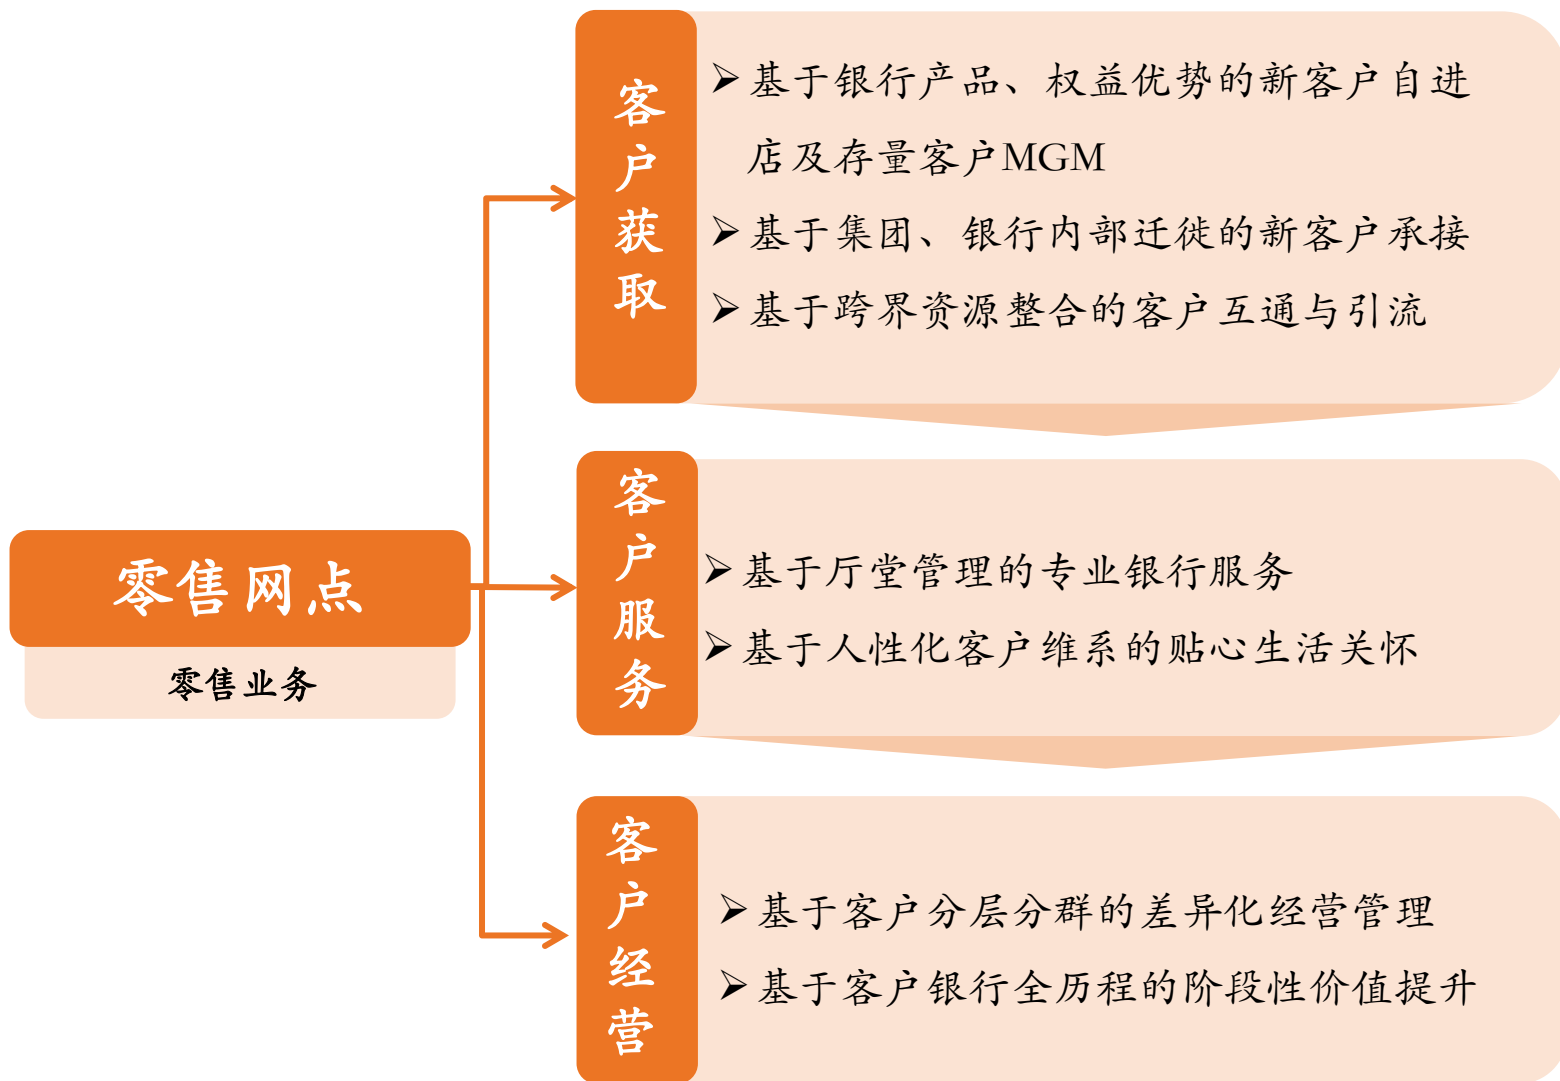 零售网点
零售业务
客户获取
➢基于银行产品、权益优势的新客户自进
店及存量客户MGM
➢基于集团、银行内部迁徙的新客户承接
➢基于跨界资源整合的客户互通与引流
客户服务
➢基于厅堂管理的专业银行服务
➢基于人性化客户维系的贴心生活关怀
客户经营
➢基于客户分层分群的差异化经营管理
➢基于客户银行全历程的阶段性价值提升